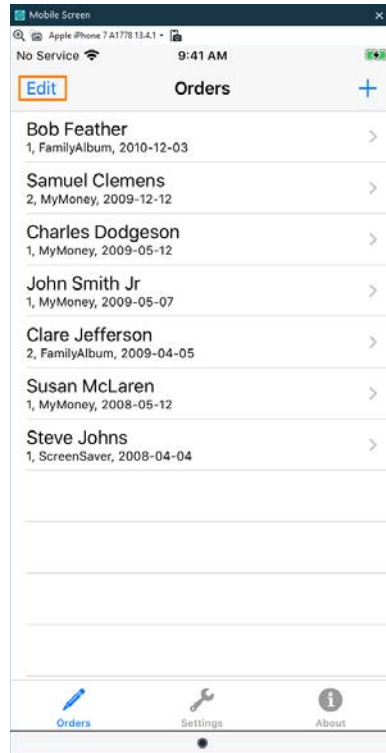 Mobile Screen
Apple iPhone 7 A1778 13.4.1
No Service 9:41 AM
Edit Orders +
Bob Feather
1, FamilyAlbum, 2010-12-03
Samuel Clemens
2, MyMoney, 2009-12-12
Charles Dodgeson
1, MyMoney, 2009-05-12
John Smith Jr
1, MyMoney, 2009-05-07
Clare Jefferson
2, FamilyAlbum, 2009-04-05
Susan McLaren
1, MyMoney, 2008-05-12
Steve Johns
1, ScreenSaver, 2008-04-04
Orders Settings About